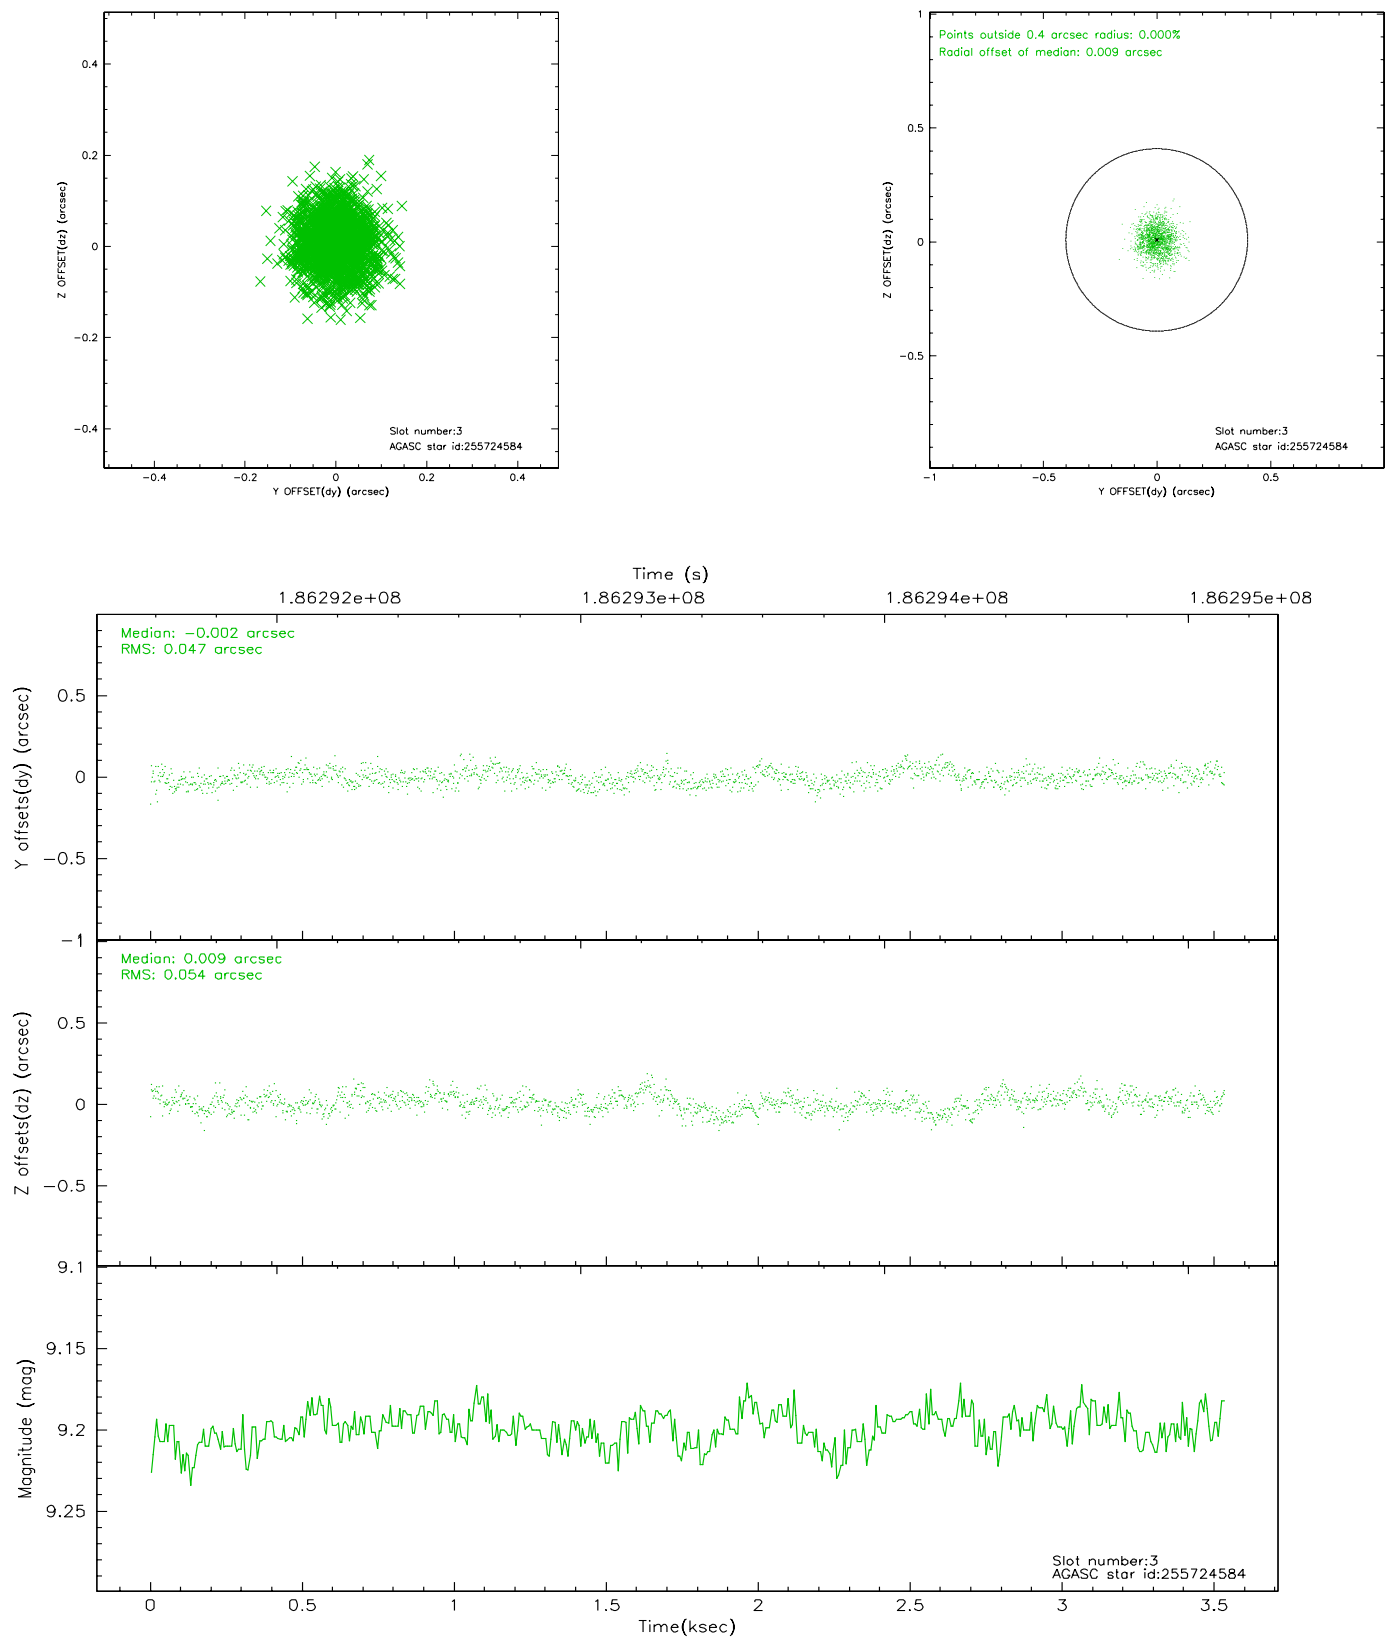 0.4
0.2
0
-0.2
-0.4
Z OFFSET(dz) (arcsec)
Slot number:3
AGASC star id:255724584
-0.4 -0.2 0 0.2 0.4
Y OFFSET(dy) (arcsec)
1
0.5
0
-0.5
Z OFFSET(dz) (arcsec)
Points outside 0.4 arcsec radius: 0.000%
Radial offset of median: 0.009 arcsec
Slot number:3
AGASC star id:255724584
-1 -0.5 0 0.5
Y OFFSET(dy) (arcsec)
Time (s)
1.86292e+08 1.86293e+08 1.86294e+08 1.86295e+08
Median: -0.002 arcsec
RMS: 0.047 arcsec
0.5
0
-0.5
-1
Y offsets(dy) (arcsec)
Median: 0.009 arcsec
RMS: 0.054 arcsec
0.5
0
-0.5
Z offsets(dz) (arcsec)
9.1
9.15
9.2
9.25
Magnitude (mag)
Slot number:3
AGASC star id:255724584
0 0.5 1 1.5 2 2.5 3 3.5
Time(ksec)